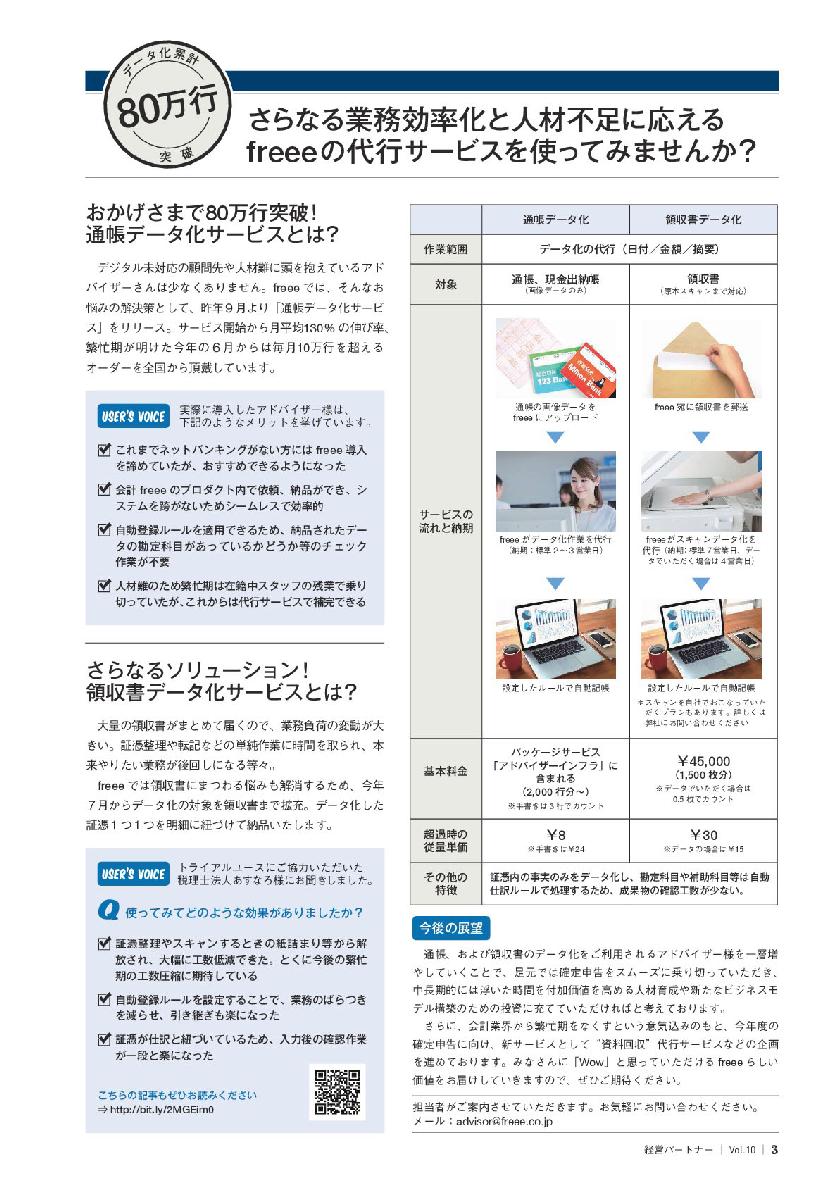 データ化累計
80万行
突破
さらなる業務効率化と人材不足に応える
freeeの代行サービスを使ってみませんか？
おかげさまで80万行突破！
通帳データ化サービスとは？
デジタル未対応の顧問先や人材難に頭を抱えているアド
バイザーさんは少なくありません。freeeでは、そんなお
悩みの解決策として、昨年９月より「通帳データ化サービ
ス」をリリース。サービス開始から月平均130％の伸び率、
繁忙期が明けた今年の６月からは毎月10万行を超える
オーダーを全国から頂戴しています。
USER'S VOICE
実際に導入したアドバイザー様は、
下記のようなメリットを挙げています。
これまでネットバンキングがない方には freee 導入
を諦めていたが、おすすめできるようになった
会計 freee のプロダクト内で依頼、納品ができ、シ
ステムを跨がないためシームレスで効率的
自動登録ルールを適用できるため、納品されたデー
タの勘定科目があっているかどうか等のチェック
作業が不要
人材難のため繁忙期は在籍中スタッフの残業で乗り
切っていたが、これからは代行サービスで補完できる
さらなるソリューション！
領収書データ化サービスとは？
大量の領収書がまとめて届くので、業務負荷の変動が大
きい。証憑整理や転記などの単純作業に時間を取られ、本
来やりたい業務が後回しになる等々。
freee では領収書にまつわる悩みも解消するため、今年
７月からデータ化の対象を領収書まで拡充。データ化した
証憑１つ１つを明細に紐づけて納品いたします。
USER'S VOICE
トライアルユースにご協力いただいた
税理士法人あすなろ様にお聞きしました。
Q 使ってみてどのような効果がありましたか？
証憑整理やスキャンするときの紙詰まり等から解
放され、大幅に工数低減できた。とくに今後の繁忙
期の工数圧縮に期待している
自動登録ルールを設定することで、業務のばらつき
を減らせ、引き継ぎも楽になった
証憑が仕訳と紐づいているため、入力後の確認作業
が一段と楽になった
こちらの記事もぜひお読みください
⇒ http://bit.ly/2MGEim0
通帳データ化
領収書データ化
作業範囲
データ化の代行（日付／金額／摘要）
対象
通帳、現金出納帳
（画像データのみ）
領収書
（原本スキャンまで対応）
サービスの
流れと納期
通帳の画像データを
freee にアップロード
freee がデータ化作業を代行
（納期：標準２〜３営業日）
設定したルールで自動記帳
freee 宛に領収書を郵送
freeeがスキャンデータ化を
代行（納期：標準７営業日、デー
タでいただく場合は４営業日）
設定したルールで自動記帳
※スキャンを自社でおこなっていた
だくプランもあります。詳しくは
弊社にお問い合わせください
基本料金
パッケージサービス
「アドバイザーインフラ」に
含まれる
（2,000 行分〜）
※手書きは３行でカウント
￥45,000
（1,500 枚分）
※データでいただく場合は
0.5 枚でカウント
超過時の
従量単価
￥8
※手書きは￥24
￥30
※データの場合は￥15
その他の
特徴
証憑内の事実のみをデータ化し、勘定科目や補助科目等は自動
仕訳ルールで処理するため、成果物の確認工数が少ない。
今後の展望
通帳、および領収書のデータ化をご利用されるアドバイザー様を一層増
やしていくことで、足元では確定申告をスムーズに乗り切っていただき、
中長期的には浮いた時間を付加価値を高める人材育成や新たなビジネスモ
デル構築のための投資に充てていただければと考えております。
さらに、会計業界から繁忙期をなくすという意気込みのもと、今年度の
確定申告に向け、新サービスとして“資料回収”代行サービスなどの企画
を進めております。みなさんに「Wow」と思っていただける freee らしい
価値をお届けしていきますので、ぜひご期待ください。
担当者がご案内させていただきます。お気軽にお問い合わせください。
メール：advisor@freee.co.jp
経営パートナー｜Vol.10｜3